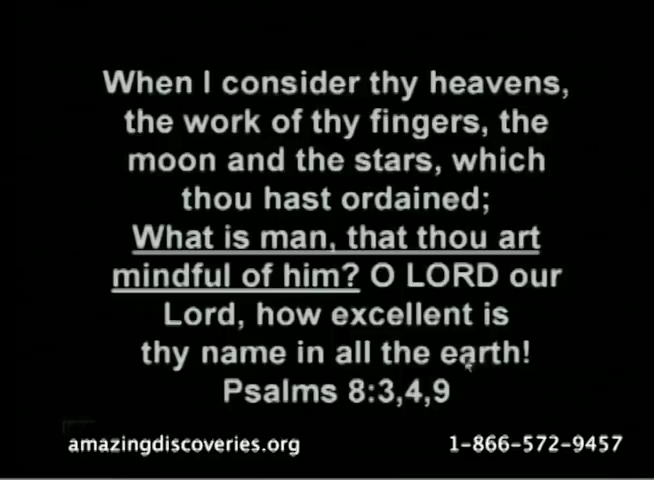 When I consider thy heavens,
the work of thy fingers, the
moon and the stars, which
thou hast ordained;
What is man, that thou art
mindful of him? O LORD our
Lord, how excellent is
thy name in all the earth!
Psalms 8:3,4,9
amazingdiscoveries.org 1-866-572-9457